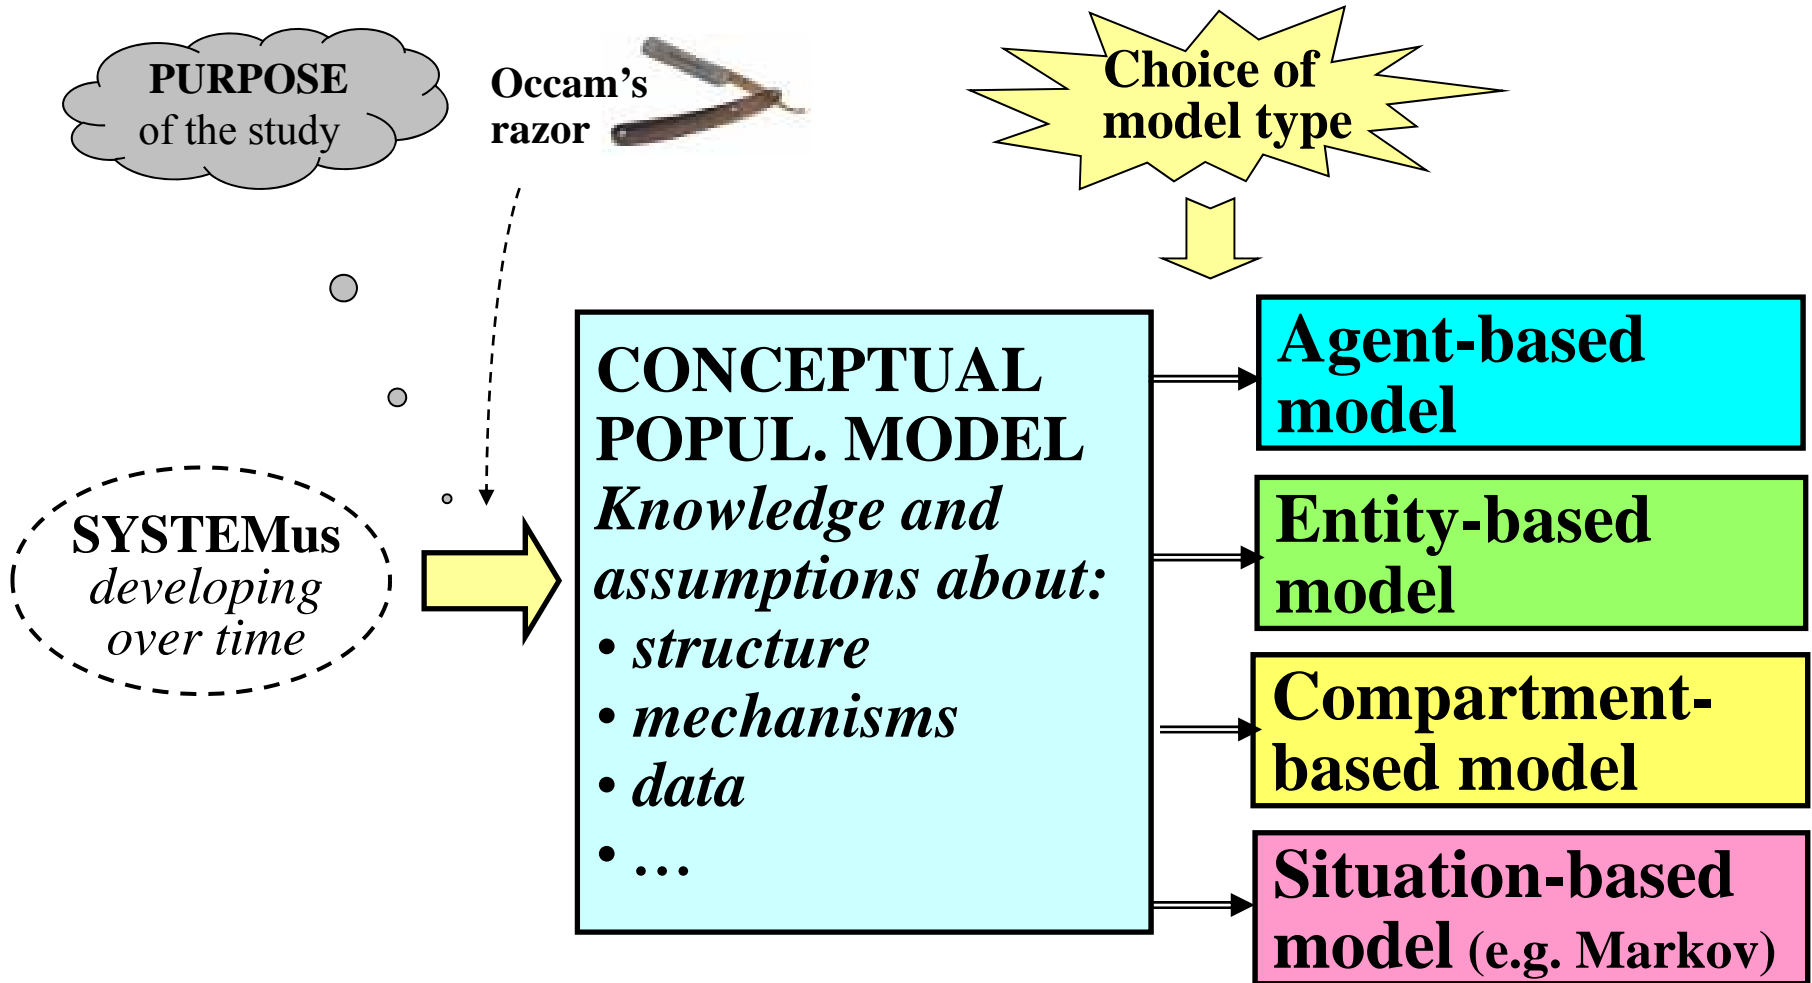 PURPOSE
of the study
Occam’s
razor
Choice of
model type
SYSTEMus
developing
over time
CONCEPTUAL
POPUL. MODEL
Knowledge and
assumptions about:
• structure
• mechanisms
• data
• …
Agent-based
model
Entity-based
model
Compartment-
based model
Situation-based
model (e.g. Markov)